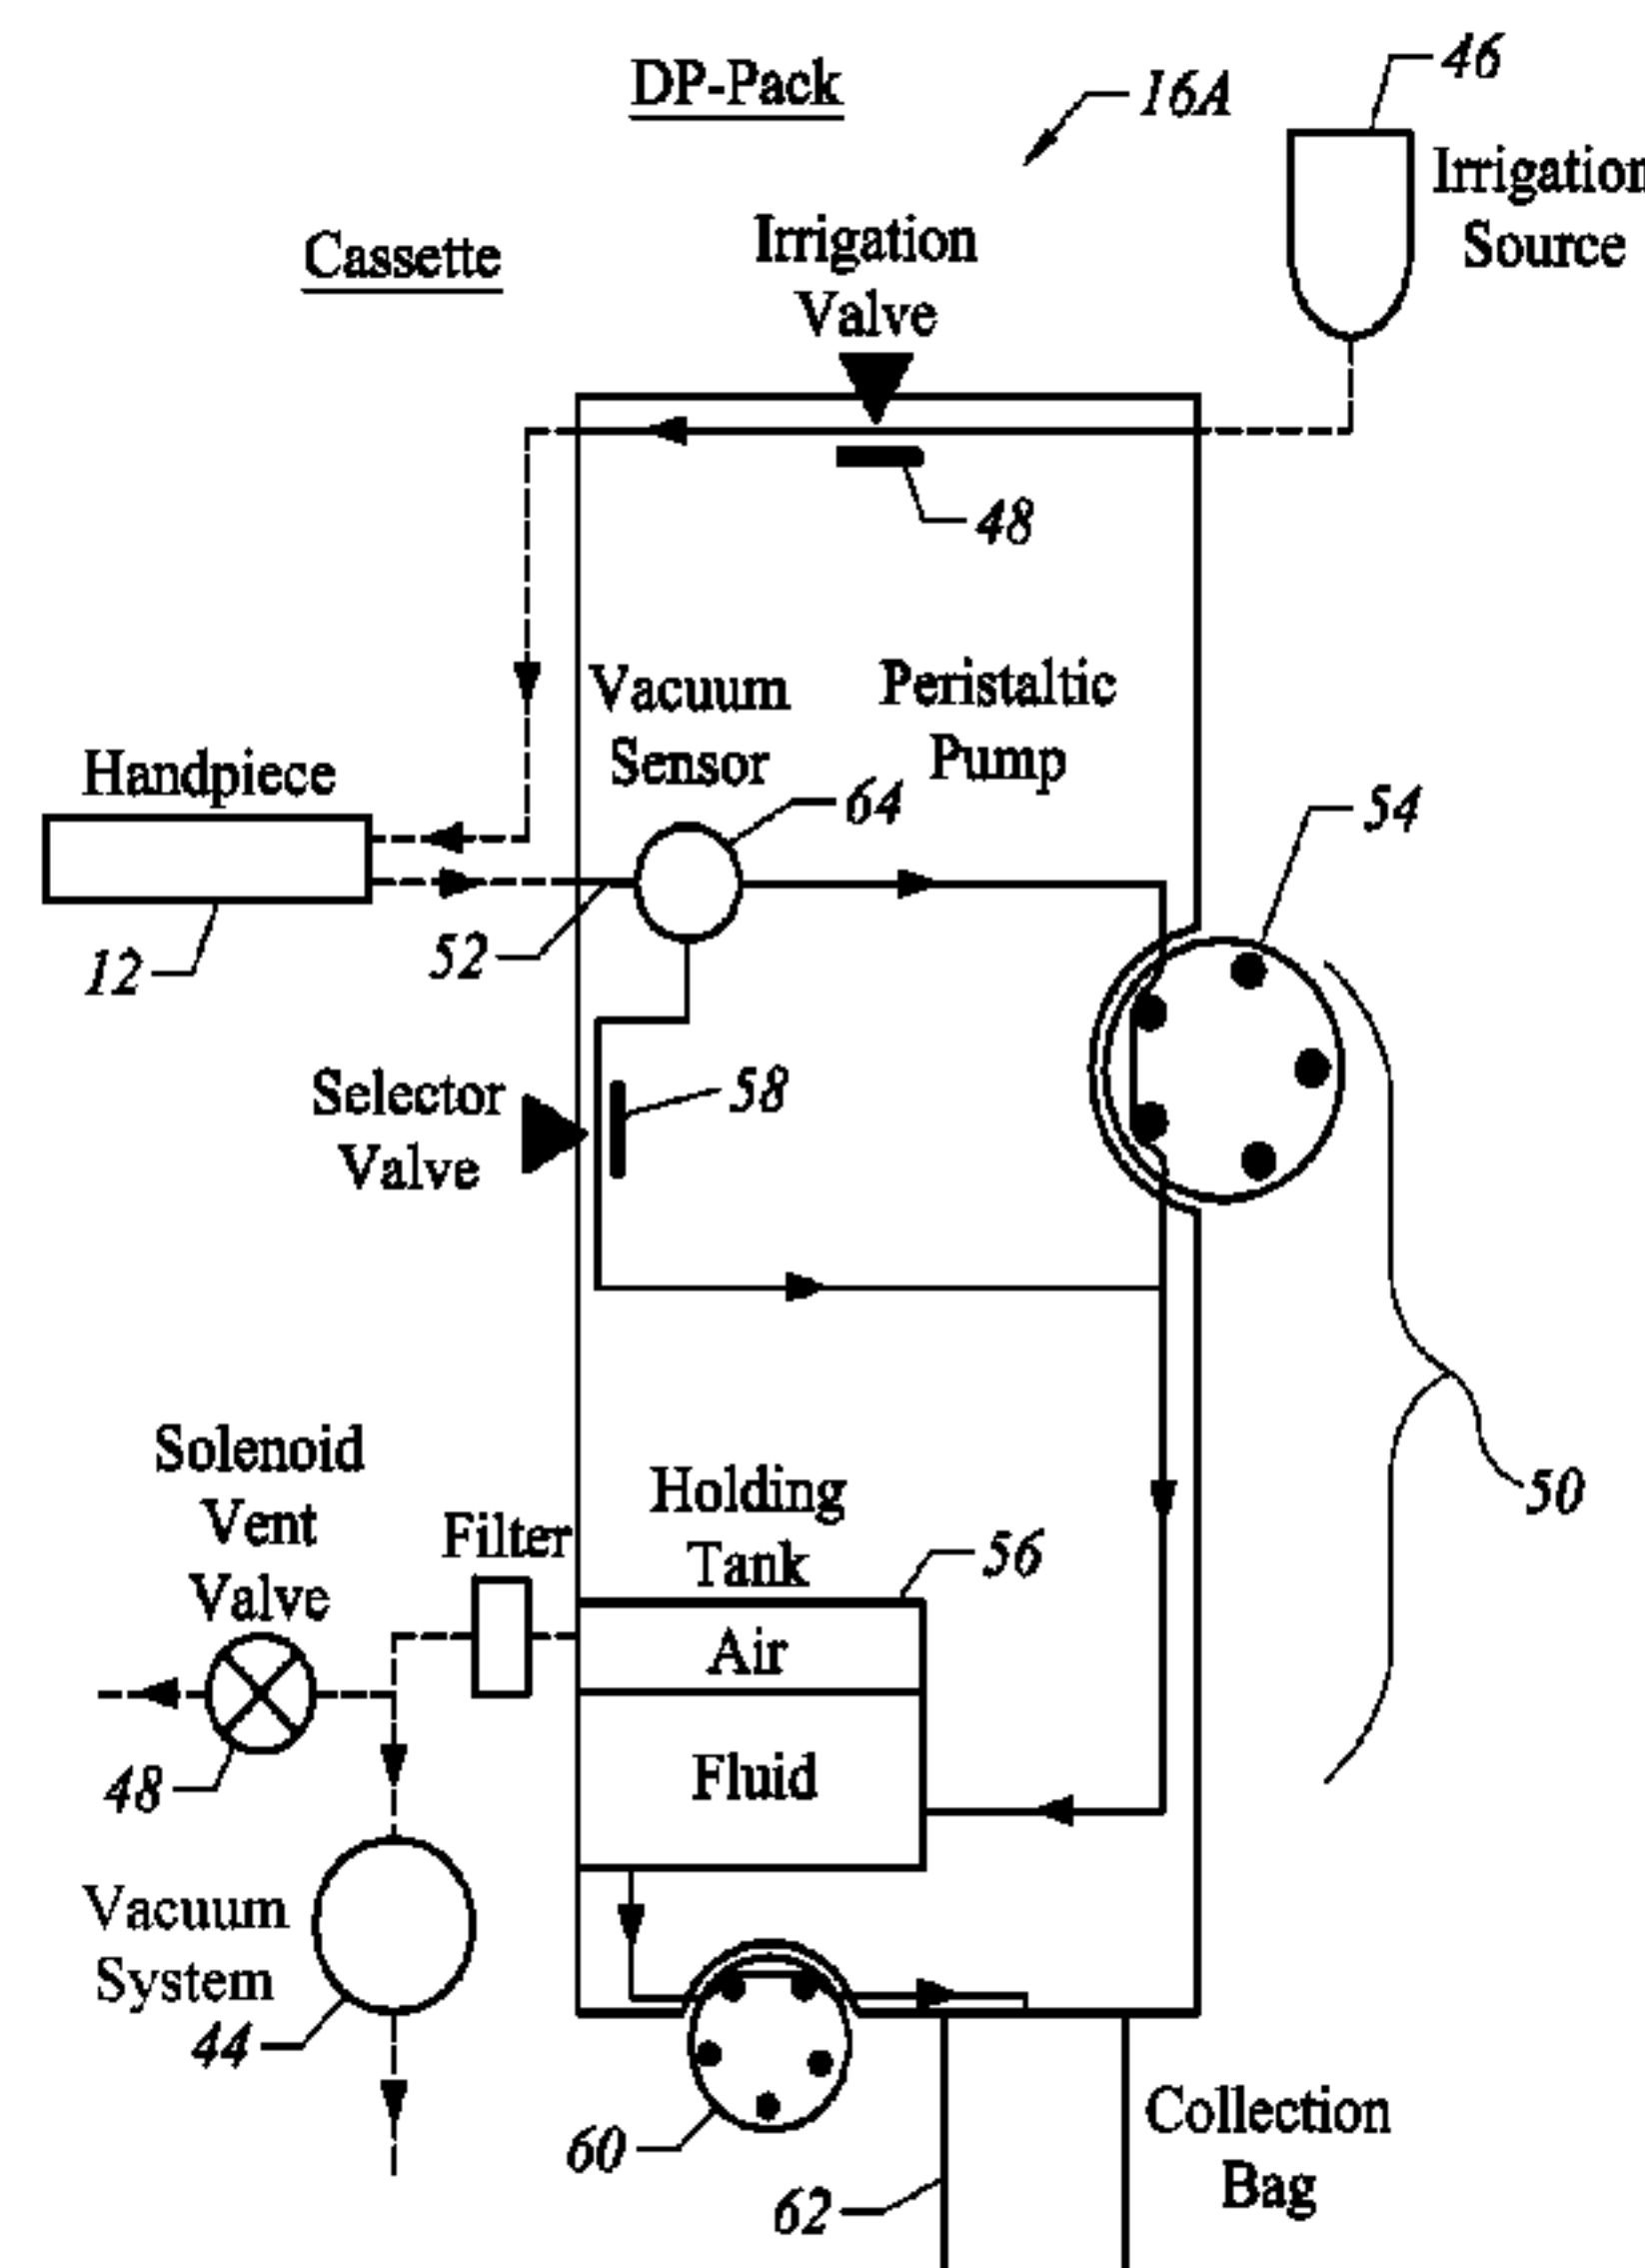 DP-Pack
46
16A
Irrigation
Source
Cassette
Irrigation
Valve
48
Vacuum
Sensor
Peristaltic
Pump
Handpiece
64
54
12
52
Selector
Valve
58
Solenoid
Vent
Valve
Filter
Holding
Tank
56
50
Air
Fluid
48
Vacuum
System
44
60
62
Collection
Bag